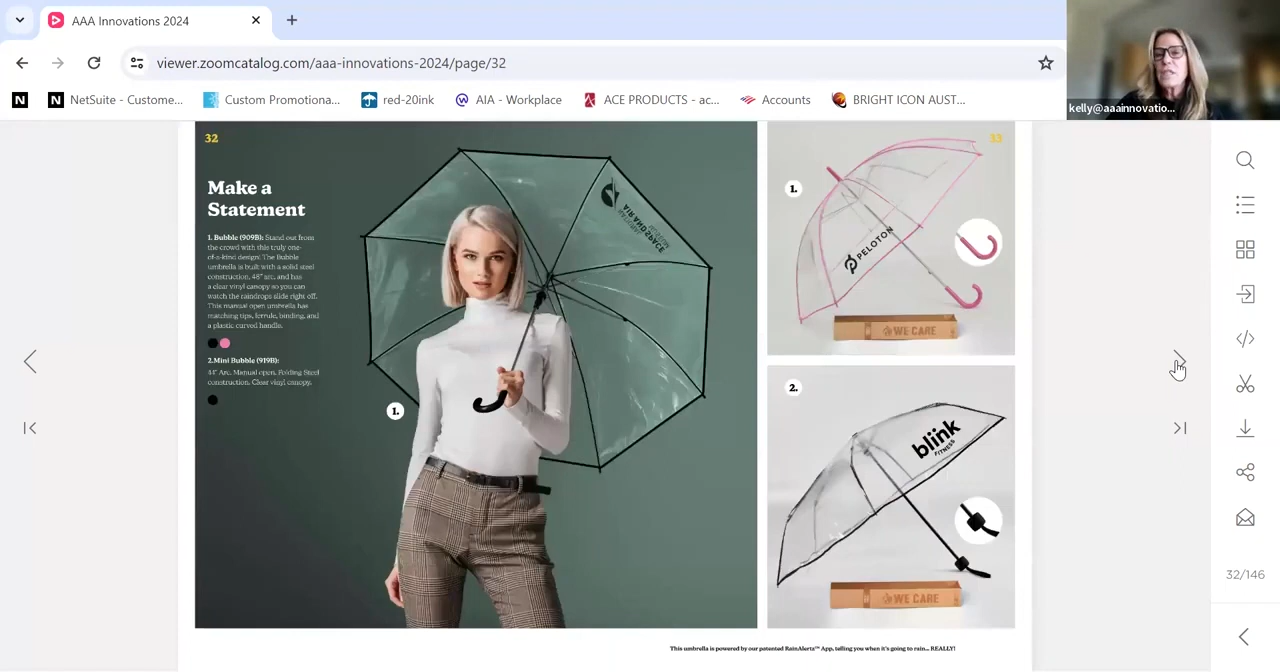 AAA Innovations 2024
viewer.zoomcatalog.com/aaa-innovations-2024/page/32
NetSuite - Custome...
Custom Promotiona...
red-20ink
AIA - Workplace
ACE PRODUCTS - ac...
Accounts
BRIGHT ICON AUST...
kelly@aaainnovatio...
32
Make a
Statement
1. Bubble (909B): Stand out from
the crowd with this truly one-
of-a-kind design! The Bubble
umbrella is built with a solid steel
construction, 48" arc, and has
a clear vinyl canopy so you can
watch the raindrops slide right off.
This manual open umbrella has
matching tips, ferrule, binding, and
a plastic curved handle.
2.Mini Bubble (919B):
44" Arc. Manual open. Folding Steel
construction. Clear vinyl canopy.
AIR AND SPACE
1.
33
1.
PELOTON
WE CARE
2.
blink
FITNESS
WE CARE
This umbrella is powered by our patented RainAlertz™ App, telling you when it's going to rain... REALLY!
32/146